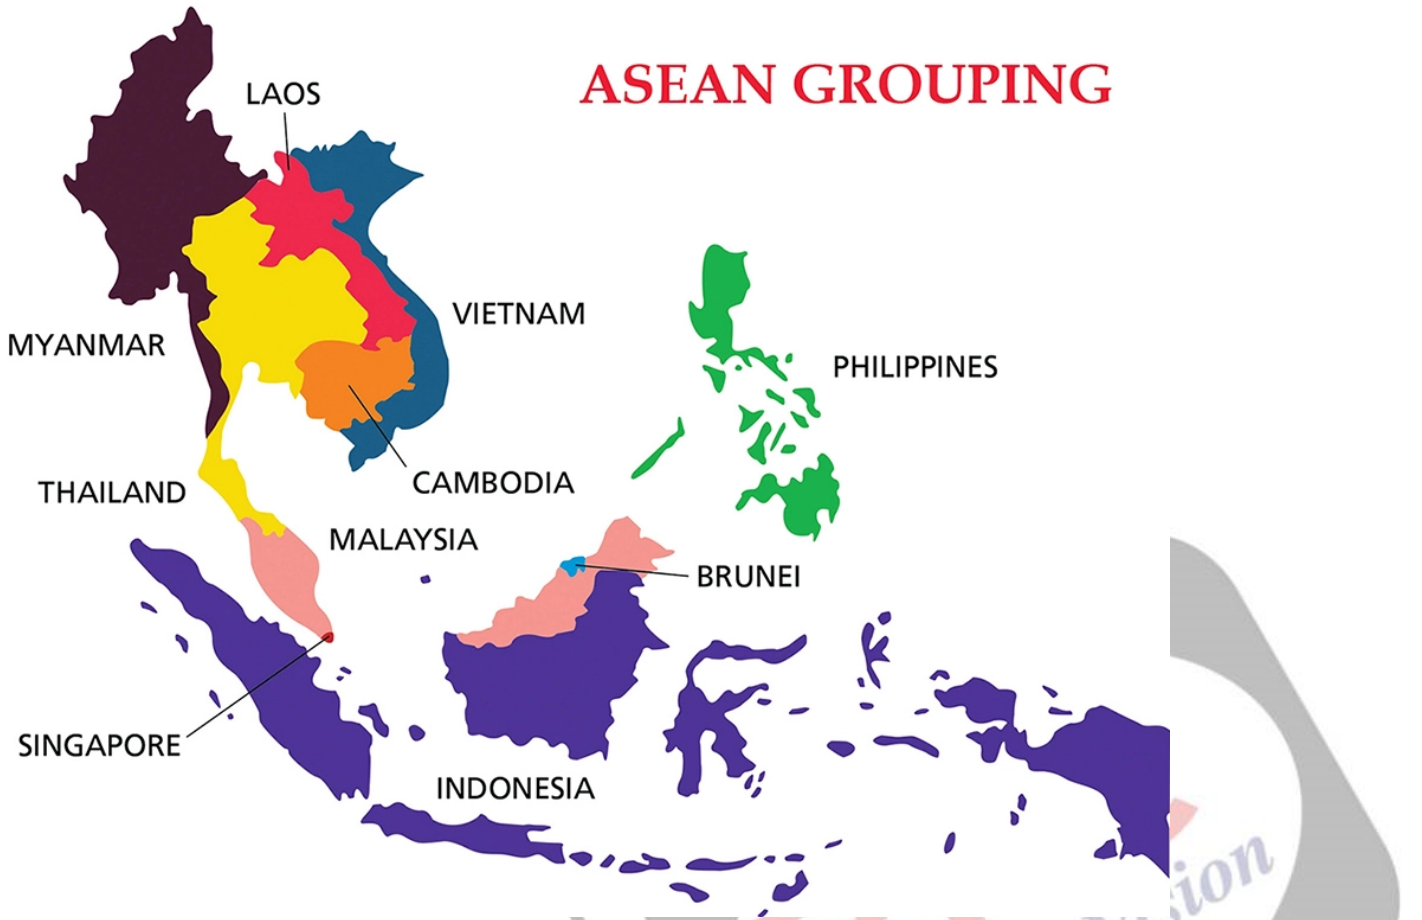 ASEAN GROUPING
LAOS
VIETNAM
MYANMAR
PHILIPPINES
CAMBODIA
THAILAND
MALAYSIA
BRUNEI
SINGAPORE
INDONESIA